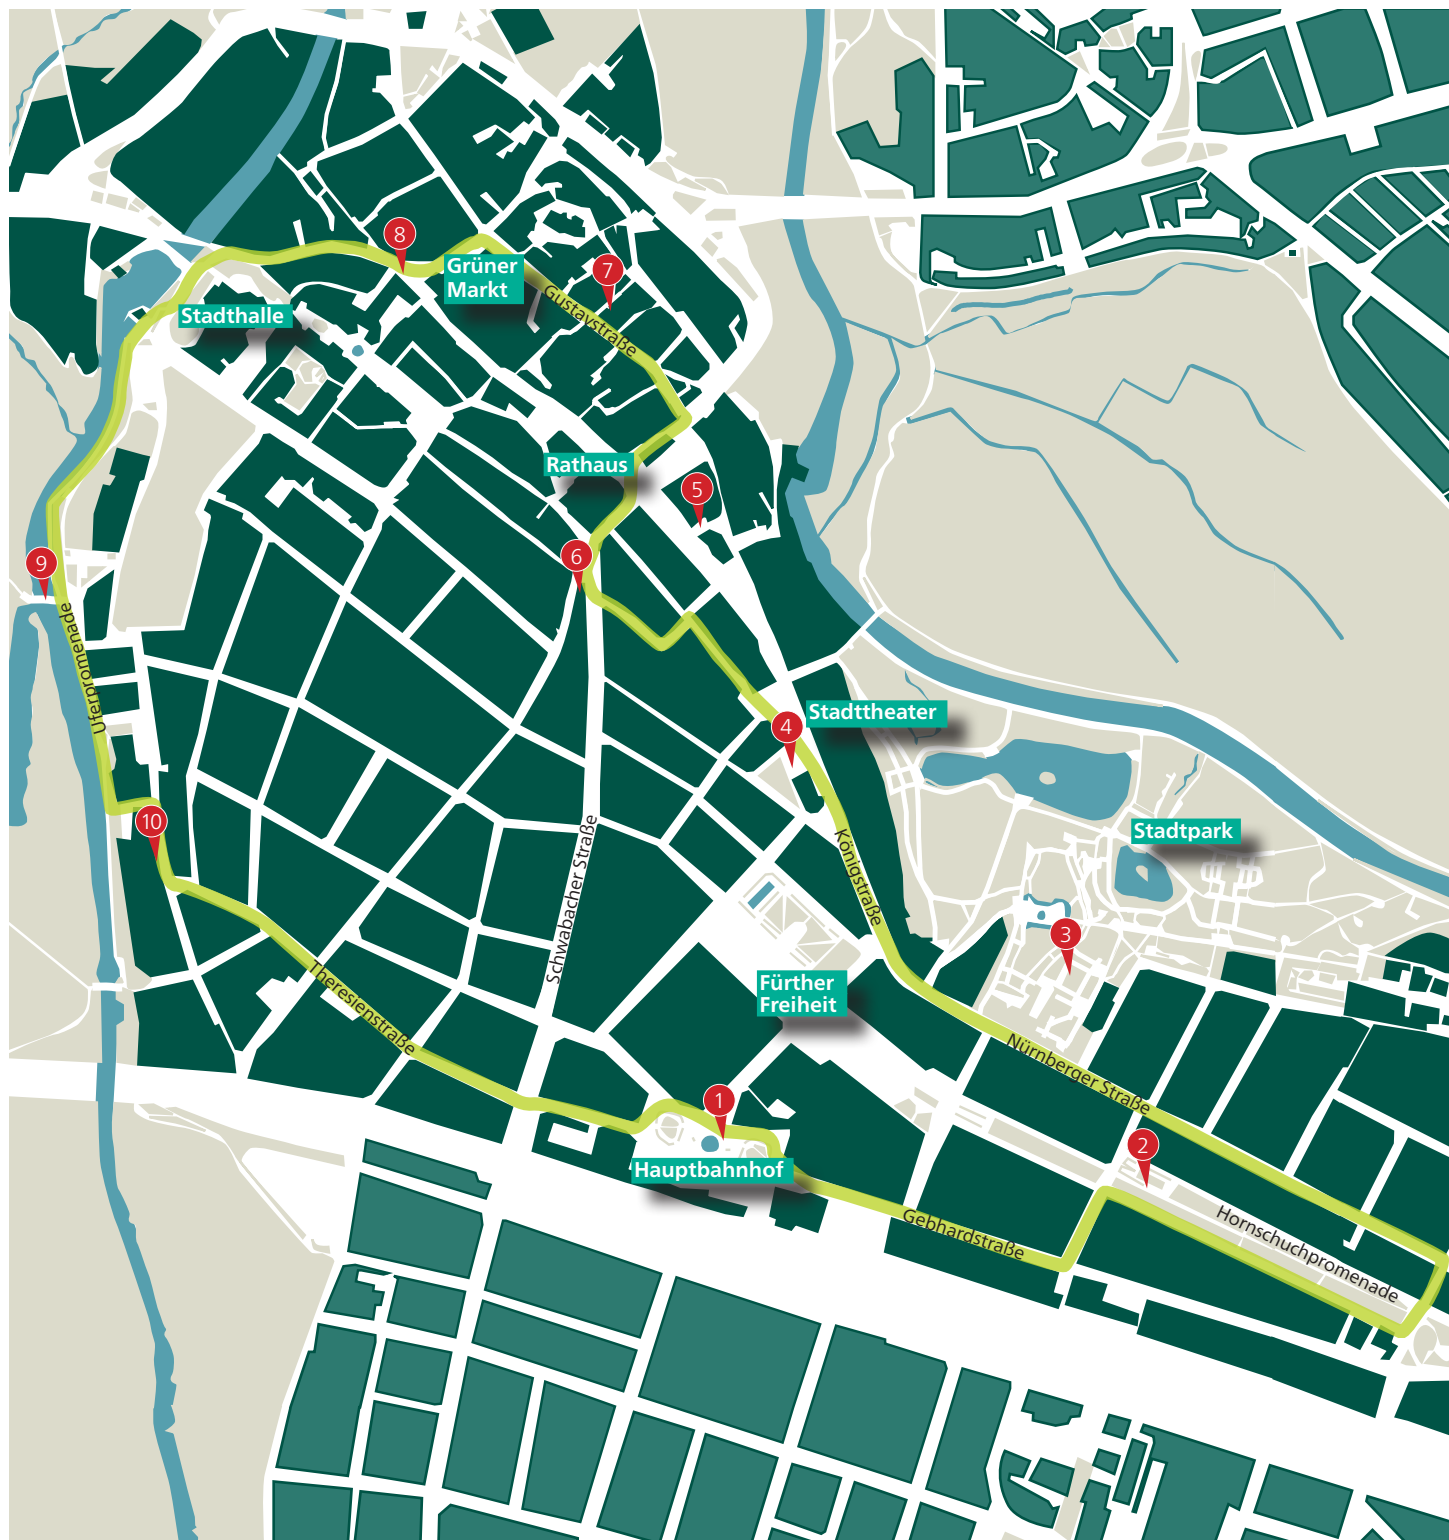 8
7
Grüner
Markt
Gustavstraße
Stadthalle
Rathaus
5
6
9
Uferpromenade
Stadttheater
4
10
Königstraße
Stadtpark
Schwabacher Straße
3
Theresienstraße
Fürther
Freiheit
Nürnberger Straße
1
2
Hauptbahnhof
Gebhardstraße
Hornschuchpromenade